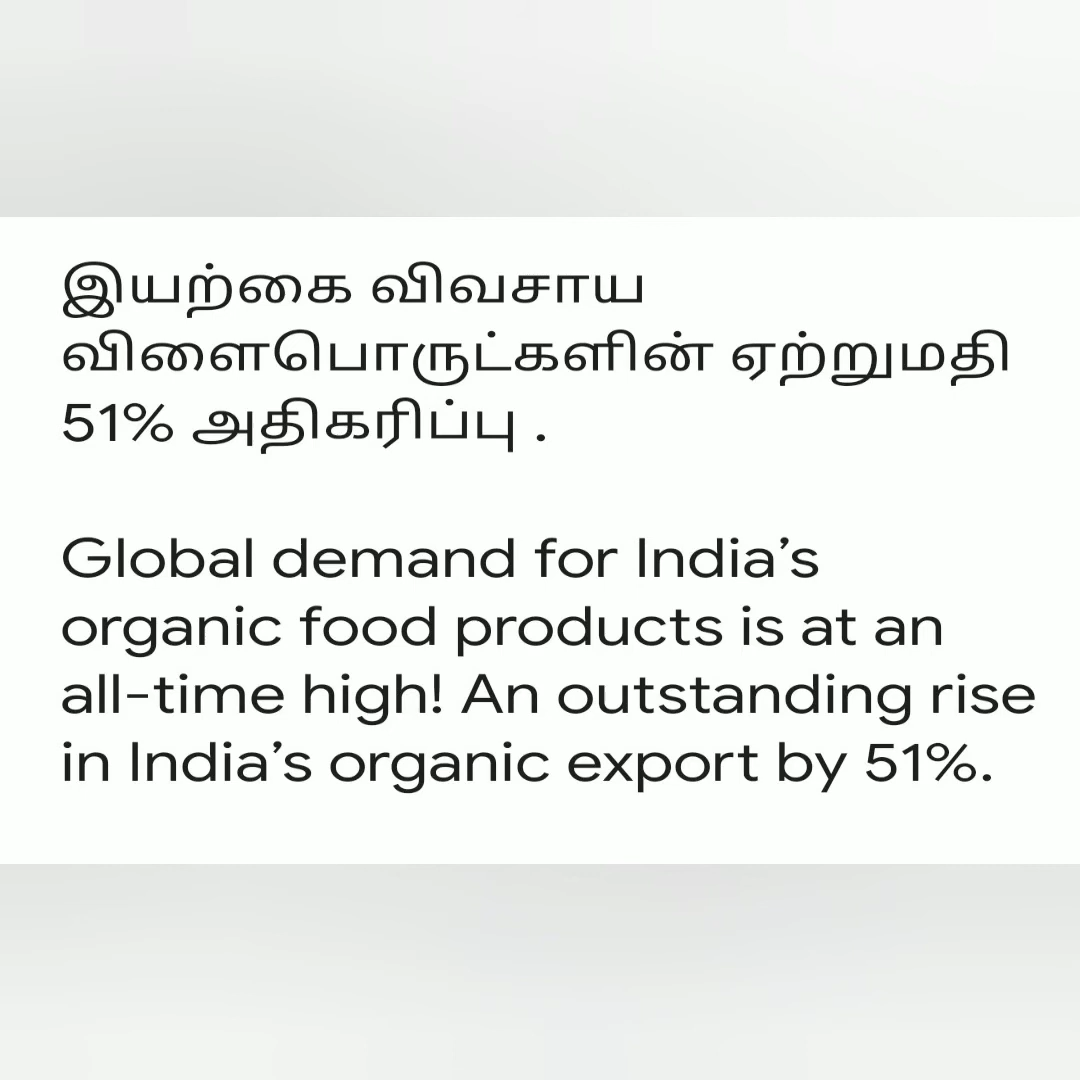 இயற்கை விவசாய
விளைபொருட்களின் ஏற்றுமதி
51% அதிகரிப்பு .
Global demand for India’s
organic food products is at an
all-time high! An outstanding rise
in India’s organic export by 51%.